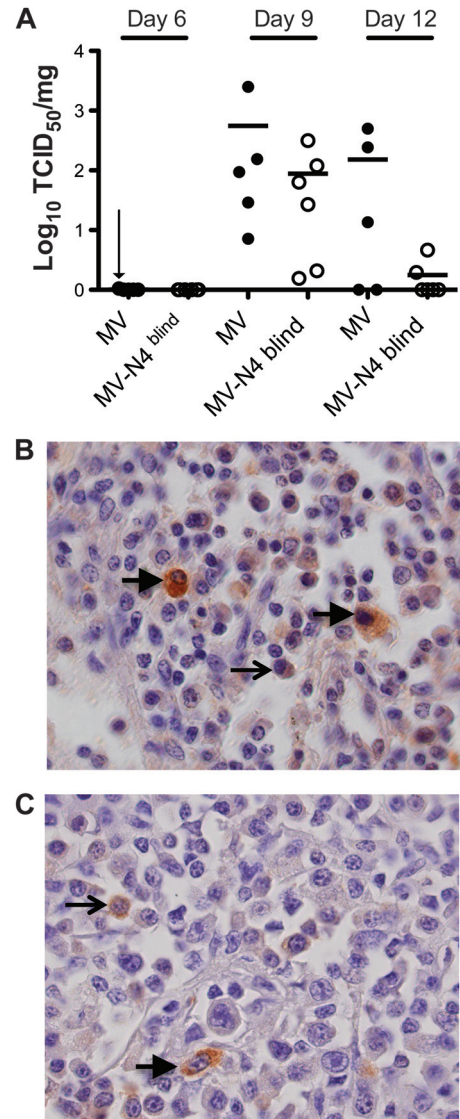 A
Day 6 Day 9 Day 12
Log10 TCID50/mg
4
3
2
1
0
MV
MV-N4 blind
MV
MV-N4 blind
MV
MV-N4 blind
B
C